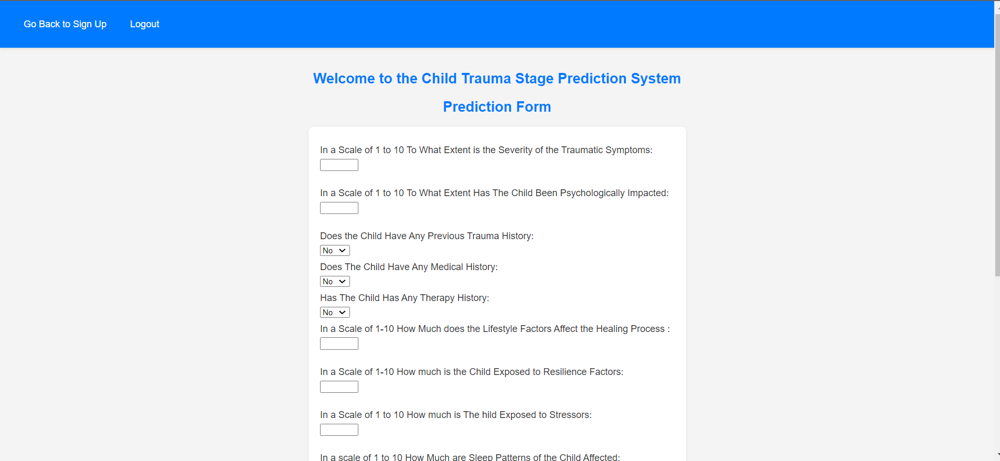 Go Back to Sign Up Logout
Welcome to the Child Trauma Stage Prediction System
Prediction Form
In a Scale of 1 to 10 To What Extent is the Severity of the Traumatic Symptoms:
In a Scale of 1 to 10 To What Extent Has The Child Been Psychologically Impacted:
Does the Child Have Any Previous Trauma History:
No
Does The Child Have Any Medical History:
No
Has The Child Has Any Therapy History:
No
In a Scale of 1-10 How Much does the Lifestyle Factors Affect the Healing Process :
In a Scale of 1-10 How much is the Child Exposed to Resilience Factors:
In a Scale of 1 to 10 How much is The hild Exposed to Stressors:
In a scale of 1 to 10 How Much are Sleep Patterns of the Child Affected: